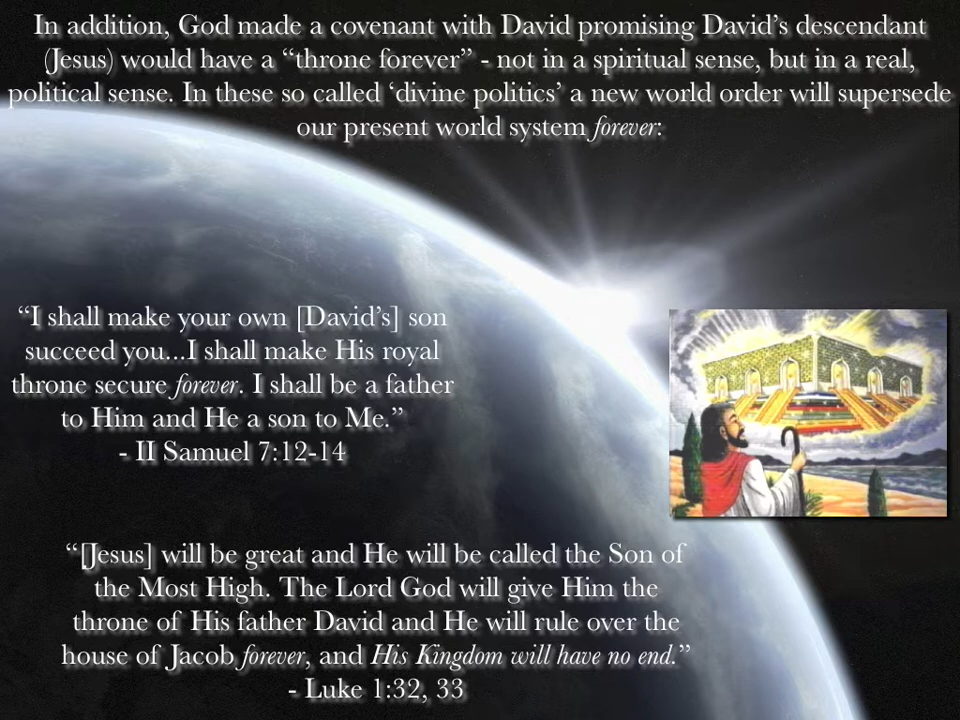 In addition, God made a covenant with David promising David’s descendant
(Jesus) would have a “throne forever” - not in a spiritual sense, but in a real,
political sense. In these so called ‘divine politics’ a new world order will supersede
our present world system forever:
“I shall make your own [David’s] son
succeed you...I shall make His royal
throne secure forever. I shall be a father
to Him and He a son to Me.”
- II Samuel 7:12-14
“[Jesus] will be great and He will be called the Son of
the Most High. The Lord God will give Him the
throne of His father David and He will rule over the
house of Jacob forever, and His Kingdom will have no end.”
- Luke 1:32, 33